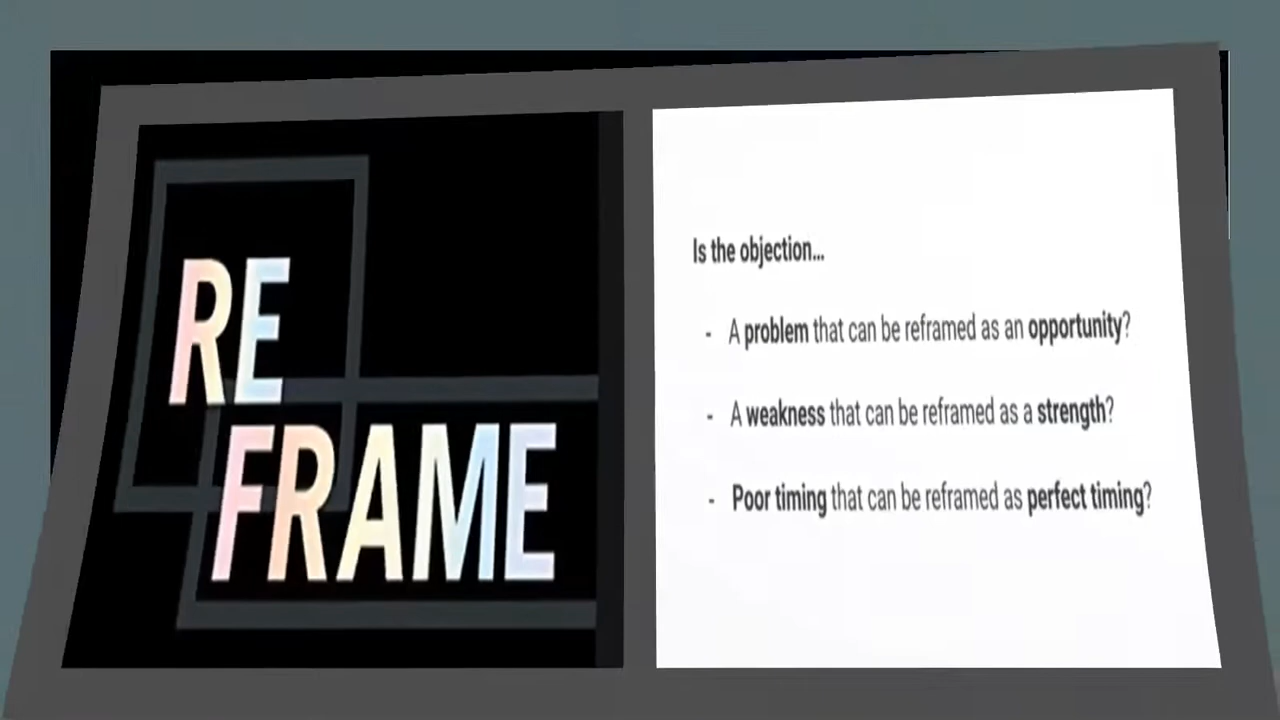 RE
FRAME
Is the objection...
- A problem that can be reframed as an opportunity?
- A weakness that can be reframed as a strength?
- Poor timing that can be reframed as perfect timing?